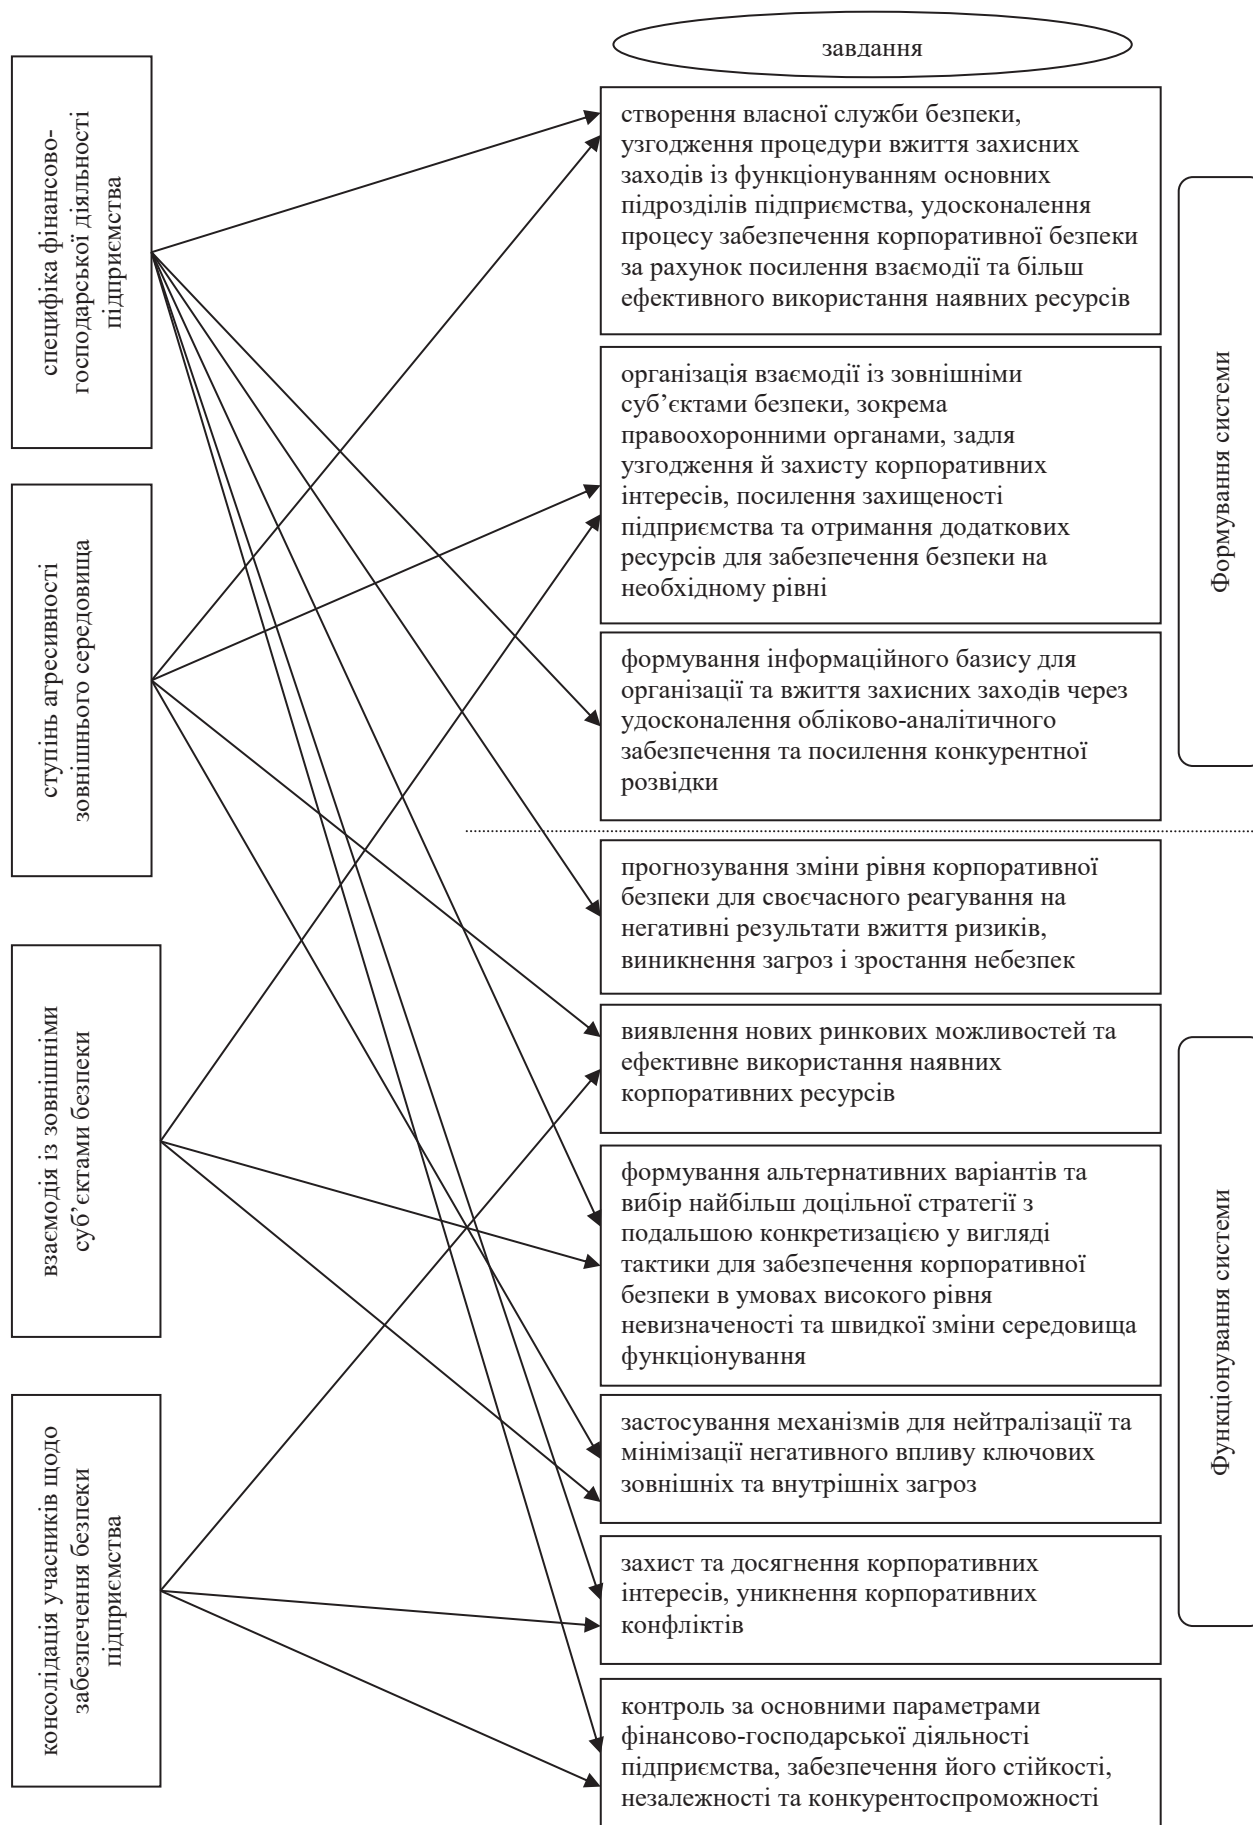 завдання
специфіка фінансово-
господарської діяльності
підприємства
ступінь агресивності
зовнішнього середовища
взаємодія із зовнішніми
суб’єктами безпеки
консолідація учасників щодо
забезпечення безпеки
підприємства
створення власної служби безпеки,
узгодження процедури вжиття захисних
заходів із функціонуванням основних
підрозділів підприємства, удосконалення
процесу забезпечення корпоративної безпеки
за рахунок посилення взаємодії та більш
ефективного використання наявних ресурсів
організація взаємодії із зовнішніми
суб’єктами безпеки, зокрема
правоохоронними органами, задля
узгодження й захисту корпоративних
інтересів, посилення захищеності
підприємства та отримання додаткових
ресурсів для забезпечення безпеки на
необхідному рівні
формування інформаційного базису для
організації та вжиття захисних заходів через
удосконалення обліково-аналітичного
забезпечення та посилення конкурентної
розвідки
прогнозування зміни рівня корпоративної
безпеки для своєчасного реагування на
негативні результати вжиття ризиків,
виникнення загроз і зростання небезпек
виявлення нових ринкових можливостей та
ефективне використання наявних
корпоративних ресурсів
формування альтернативних варіантів та
вибір найбільш доцільної стратегії з
подальшою конкретизацією у вигляді
тактики для забезпечення корпоративної
безпеки в умовах високого рівня
невизначеності та швидкої зміни середовища
функціонування
застосування механізмів для нейтралізації та
мінімізації негативного впливу ключових
зовнішніх та внутрішніх загроз
захист та досягнення корпоративних
інтересів, уникнення корпоративних
конфліктів
контроль за основними параметрами
фінансово-господарської діяльності
підприємства, забезпечення його стійкості,
незалежності та конкурентоспроможності
Формування системи
Функціонування системи